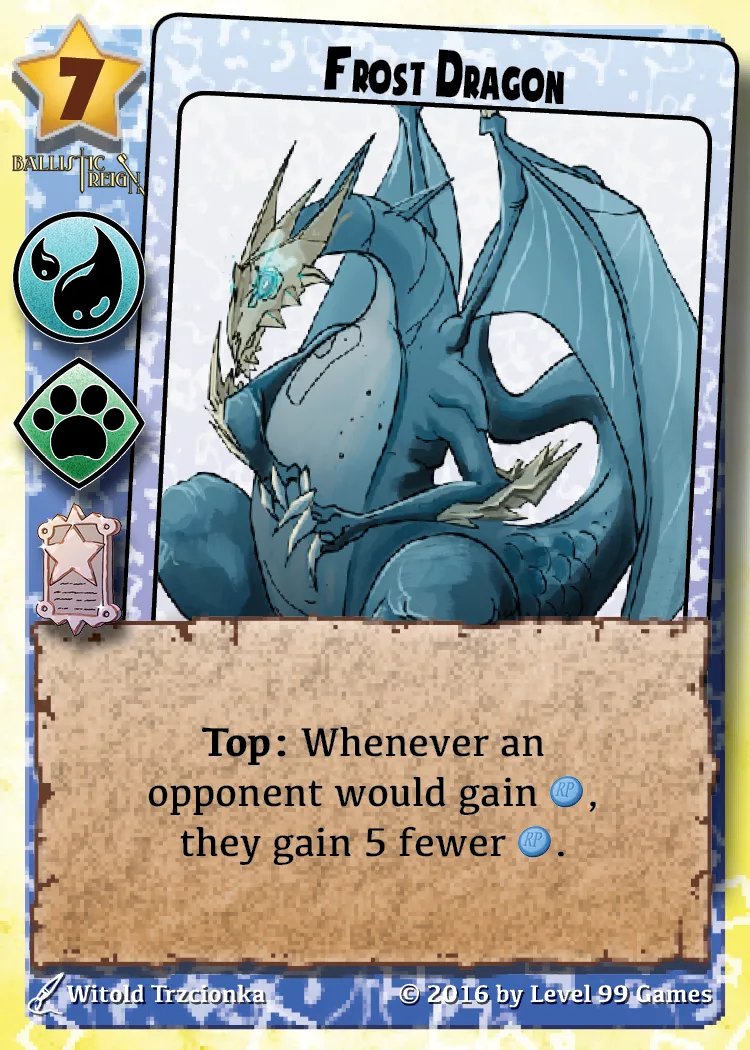 7
FROST DRAGON
BALLISTIC
REIGN
Top: Whenever an
opponent would gain RP,
they gain 5 fewer RP.
Witold Trzcionka
© 2016 by Level 99 Games